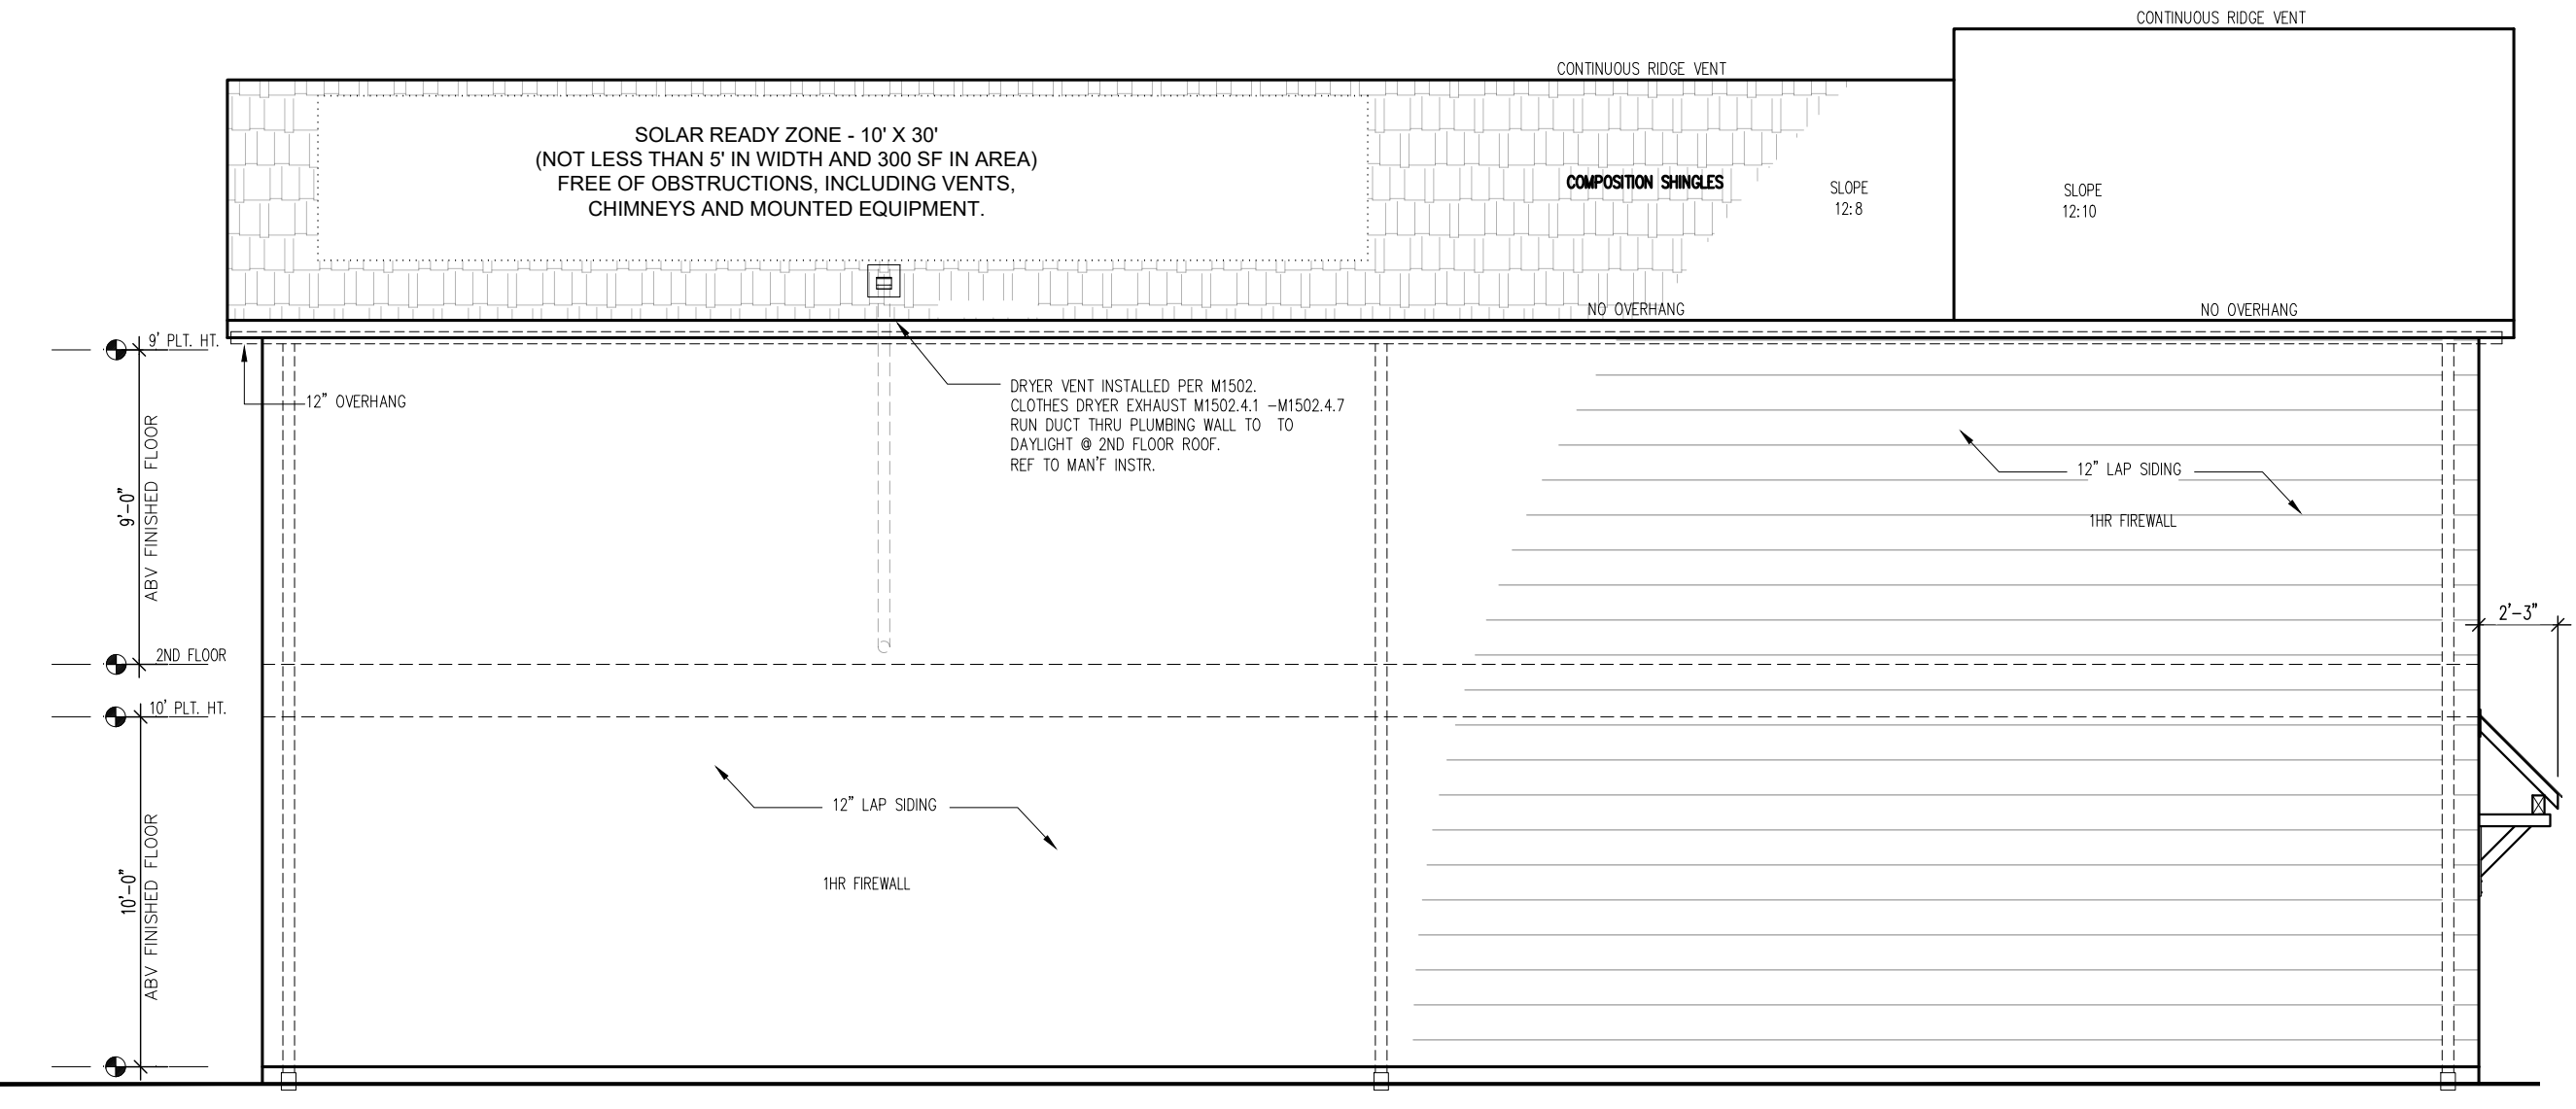 CONTINUOUS RIDGE VENT
CONTINUOUS RIDGE VENT
SOLAR READY ZONE - 10' X 30'
(NOT LESS THAN 5' IN WIDTH AND 300 SF IN AREA)
FREE OF OBSTRUCTIONS, INCLUDING VENTS,
CHIMNEYS AND MOUNTED EQUIPMENT.
COMPOSITION SHINGLES
SLOPE
12:8
SLOPE
12:10
NO OVERHANG
NO OVERHANG
9' PLT. HT.
12" OVERHANG
DRYER VENT INSTALLED PER M1502.
CLOTHES DRYER EXHAUST M1502.4.1 -M1502.4.7
RUN DUCT THRU PLUMBING WALL TO TO
DAYLIGHT @ 2ND FLOOR ROOF.
REF TO MAN'F INSTR.
9'-0"
ABV FINISHED FLOOR
12" LAP SIDING
1HR FIREWALL
2'-3"
2ND FLOOR
10' PLT. HT.
12" LAP SIDING
1HR FIREWALL
10'-0"
ABV FINISHED FLOOR